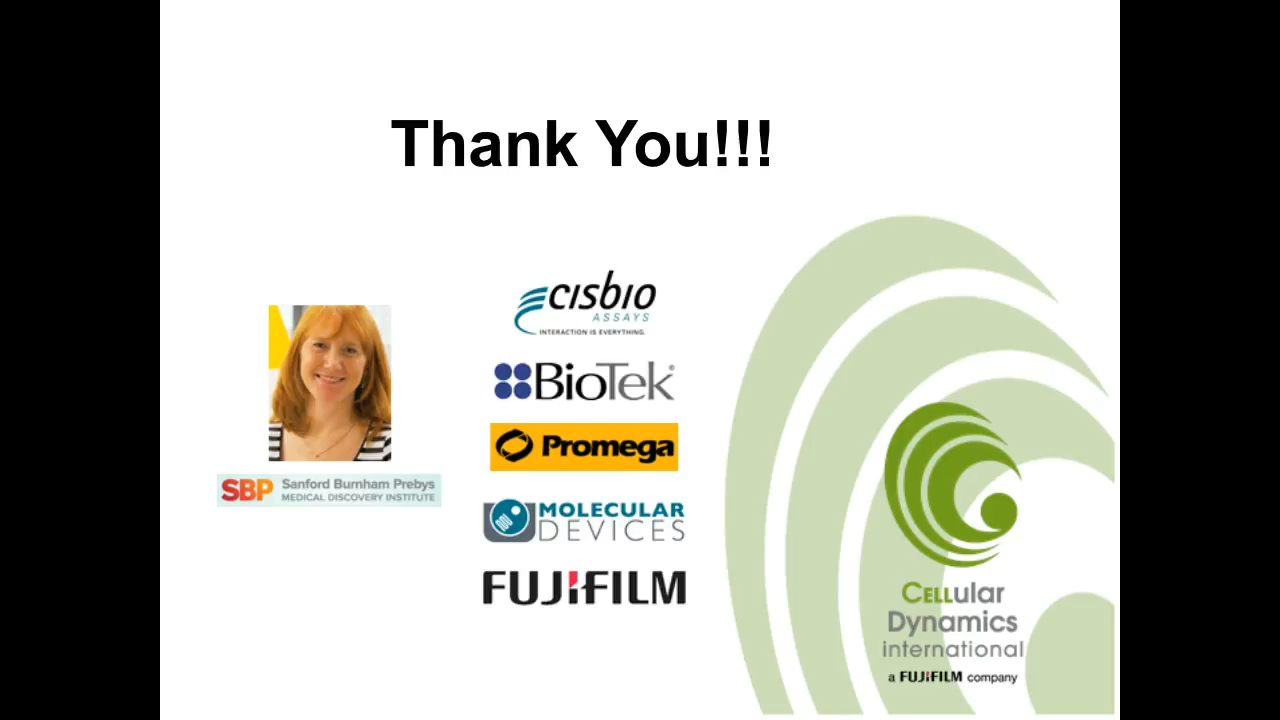 Thank You!!!
SBP Sanford Burnham Prebys
MEDICAL DISCOVERY INSTITUTE
cisbio
ASSAYS
INTERACTION IS EVERYTHING.
BioTek®
Promega
MOLECULAR
DEVICES
FUJIFILM
CELLular
Dynamics
international
a FUJIFILM company